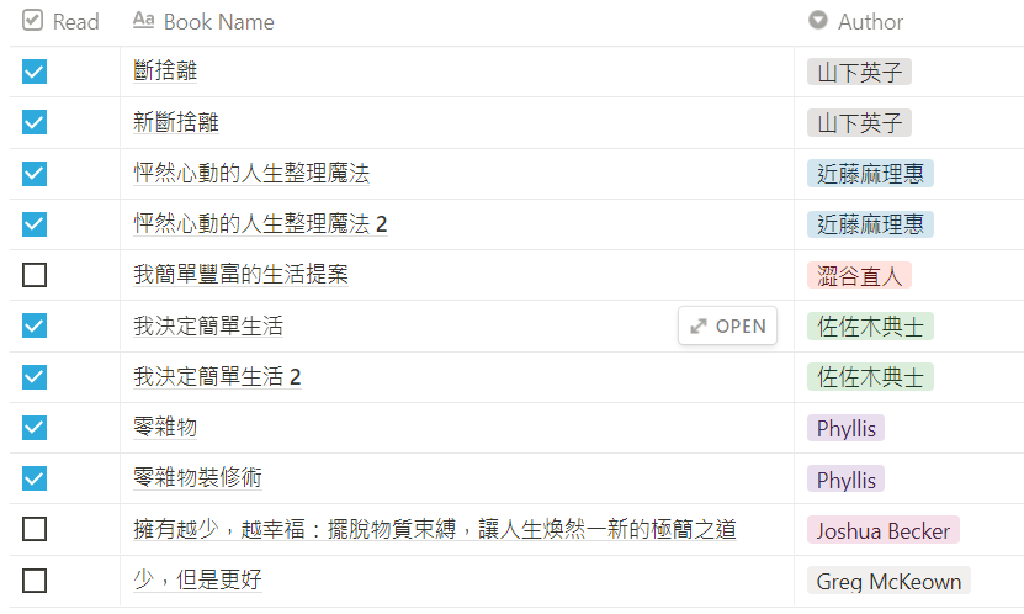 Read Aa Book Name Author
斷捨離 山下英子
新斷捨離 山下英子
怦然心動的人生整理魔法 近藤麻理惠
怦然心動的人生整理魔法 2 近藤麻理惠
我簡單豐富的生活提案 澀谷直人
我決定簡單生活 OPEN 佐佐木典士
我決定簡單生活 2 佐佐木典士
零雜物 Phyllis
零雜物裝修術 Phyllis
擁有越少，越幸福：擺脫物質束縛，讓人生煥然一新的極簡之道 Joshua Becker
少，但是更好 Greg McKeown